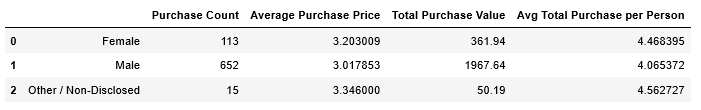 Purchase Count Average Purchase Price Total Purchase Value Avg Total Purchase per Person
0 Female 113 3.203009 361.94 4.468395
1 Male 652 3.017853 1967.64 4.065372
2 Other / Non-Disclosed 15 3.346000 50.19 4.562727